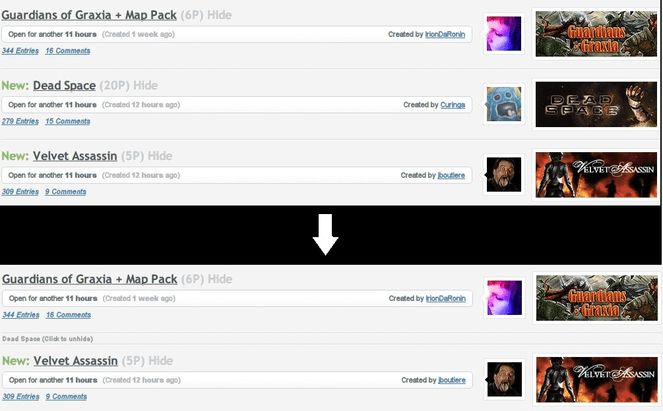 Guardians of Graxia + Map Pack (6P) Hide
Open for another 11 hours (Created 1 week ago) Created by IrionDaRonin
344 Entries 16 Comments
Guardians of Graxia
New: Dead Space (20P) Hide
Open for another 11 hours (Created 12 hours ago) Created by Curinga
279 Entries 15 Comments
DEAD SPACE
New: Velvet Assassin (5P) Hide
Open for another 11 hours (Created 12 hours ago) Created by jboutiere
309 Entries 9 Comments
VELVET ASSASSIN
Guardians of Graxia + Map Pack (6P) Hide
Open for another 11 hours (Created 1 week ago) Created by IrionDaRonin
344 Entries 16 Comments
Guardians of Graxia
Dead Space (Click to unhide)
New: Velvet Assassin (5P) Hide
Open for another 11 hours (Created 12 hours ago) Created by jboutiere
309 Entries 9 Comments
VELVET ASSASSIN